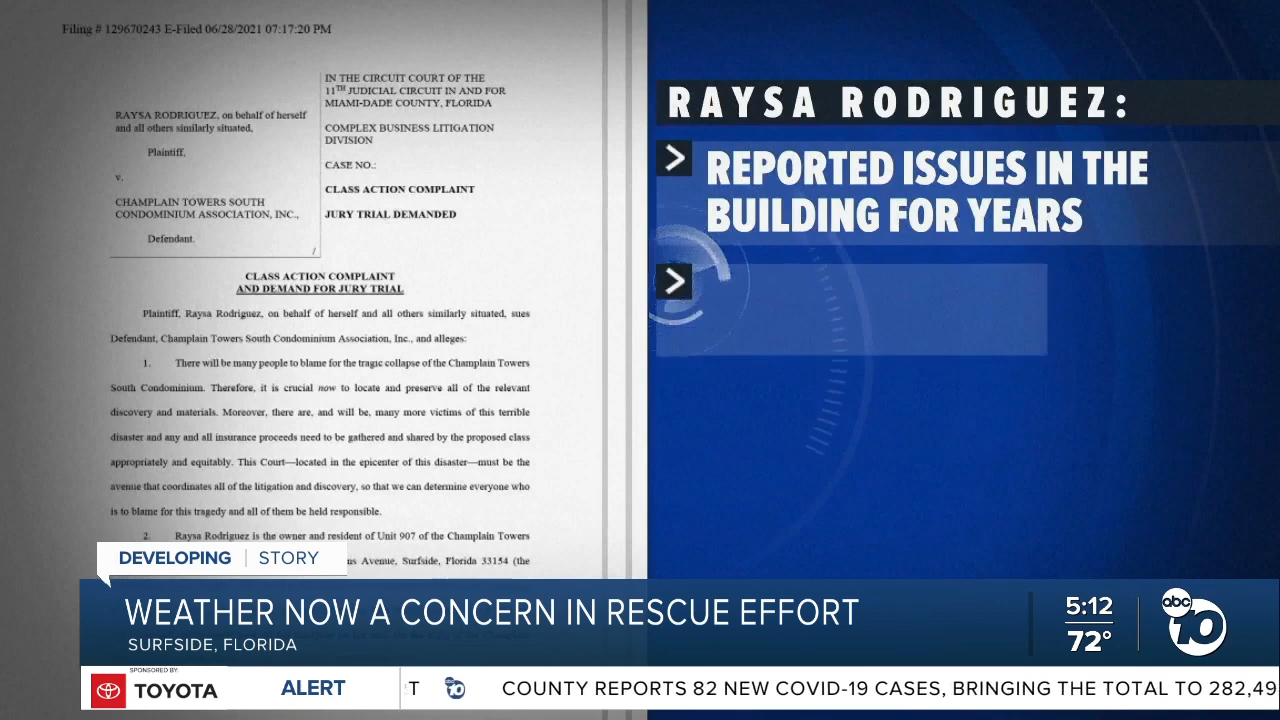 Filing # 129670243 E-Filed 06/28/2021 07:17:20 PM
IN THE CIRCUIT COURT OF THE
11TH JUDICIAL CIRCUIT IN AND FOR
MIAMI-DADE COUNTY, FLORIDA
COMPLEX BUSINESS LITIGATION
DIVISION
CASE NO.:
CLASS ACTION COMPLAINT
JURY TRIAL DEMANDED
RAYSA RODRIGUEZ, on behalf of herself
and all others similarly situated,
Plaintiff,
v.
CHAMPLAIN TOWERS SOUTH
CONDOMINIUM ASSOCIATION, INC.,
Defendant.
/
CLASS ACTION COMPLAINT
AND DEMAND FOR JURY TRIAL
Plaintiff, Raysa Rodriguez, on behalf of herself and all others similarly situated, sues
Defendant, Champlain Towers South Condominium Association, Inc., and alleges:
1. There will be many people to blame for the tragic collapse of the Champlain Towers
South Condominium. Therefore, it is crucial now to locate and preserve all of the relevant
discovery and materials. Moreover, there are, and will be, many more victims of this terrible
disaster and any and all insurance proceeds need to be gathered and shared by the proposed class
appropriately and equitably. This Court—located in the epicenter of this disaster—must be the
avenue that coordinates all of the litigation and discovery, so that we can determine everyone who
is to blame for this tragedy and all of them be held responsible.
2. Raysa Rodriguez is the owner and resident of Unit 907 of the Champlain Towers
ns Avenue, Surfside, Florida 33154 (the
RAYSA RODRIGUEZ:
> REPORTED ISSUES IN THE
BUILDING FOR YEARS
>
DEVELOPING | STORY
WEATHER NOW A CONCERN IN RESCUE EFFORT
SURFSIDE, FLORIDA
5:12
72°
abc 10
SPONSORED BY:
TOYOTA
ALERT
T 10 COUNTY REPORTS 82 NEW COVID-19 CASES, BRINGING THE TOTAL TO 282,49